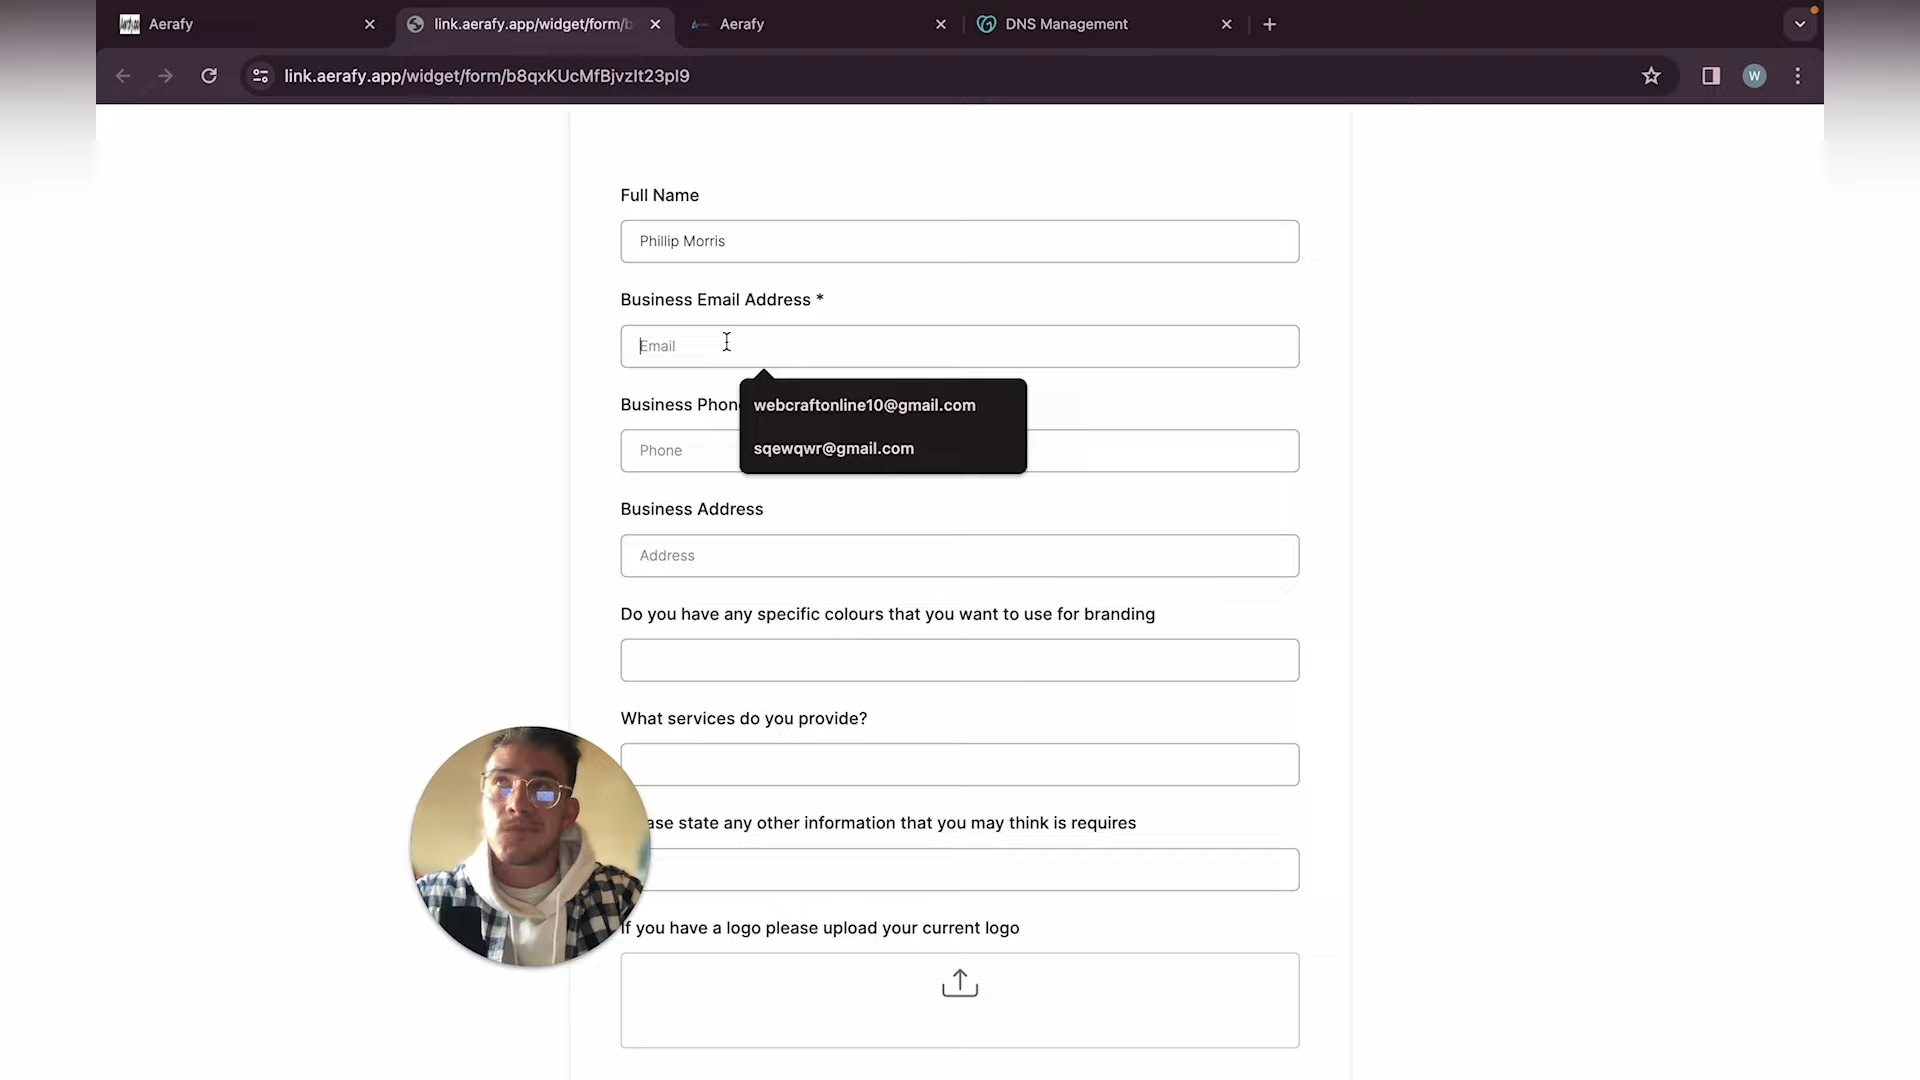 Aerafy
link.aerafy.app/widget/form/b
Aerafy
DNS Management
link.aerafy.app/widget/form/b8qxKUcMfBjvzIt23pI9
W
Full Name
Phillip Morris
Business Email Address *
Email
webcraftonline10@gmail.com
sqewqwr@gmail.com
Business Phon
Phone
Business Address
Address
Do you have any specific colours that you want to use for branding
What services do you provide?
ase state any other information that you may think is requires
If you have a logo please upload your current logo